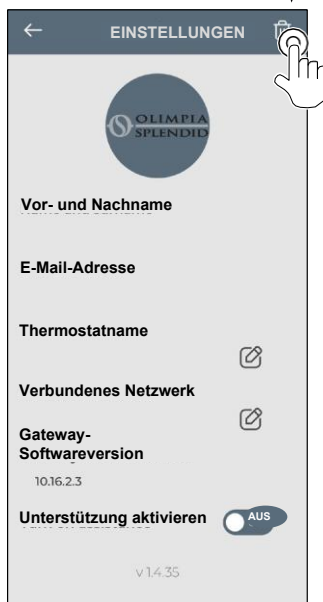 EINSTELLUNGEN
OLIMPIA
SPLENDID
Vor- und Nachname
E-Mail-Adresse
Thermostatname
Verbundenes Netzwerk
Gateway-
Softwareversion
10.16.2.3
Unterstützung aktivieren
AUS
v 1.4.35